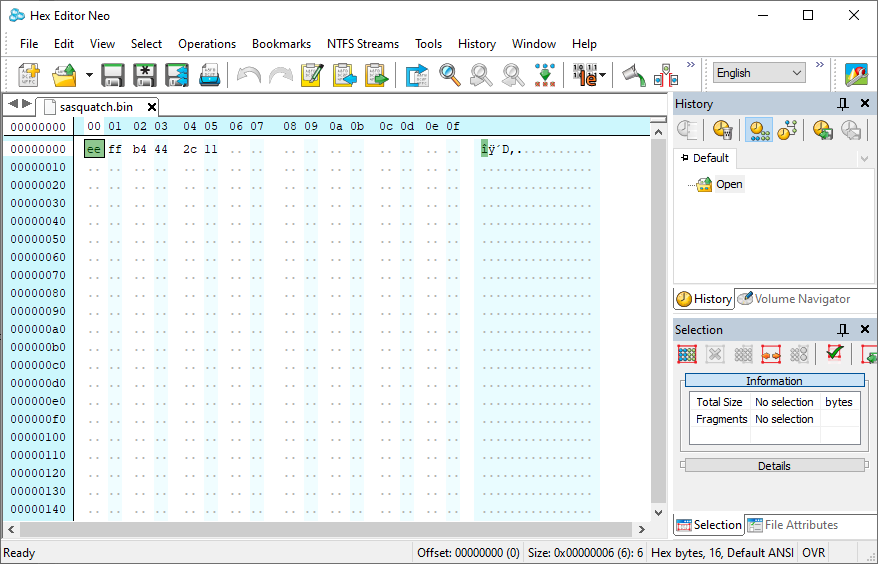 Hex Editor Neo
File Edit View Select Operations Bookmarks NTFS Streams Tools History Window Help
English
sasquatch.bin
00000000 00 01 02 03 04 05 06 07 08 09 0a 0b 0c 0d 0e 0f
00000000 ee ff b4 44 2c 11 îÿ´D,.
00000010
00000020
00000030
00000040
00000050
00000060
00000070
00000080
00000090
000000a0
000000b0
000000c0
000000d0
000000e0
000000f0
00000100
00000110
00000120
00000130
00000140
History
Default
Open
History Volume Navigator
Selection
Information
Total Size No selection bytes
Fragments No selection
Details
Selection File Attributes
Ready Offset: 00000000 (0) Size: 0x00000006 (6): 6 Hex bytes, 16, Default ANSI OVR